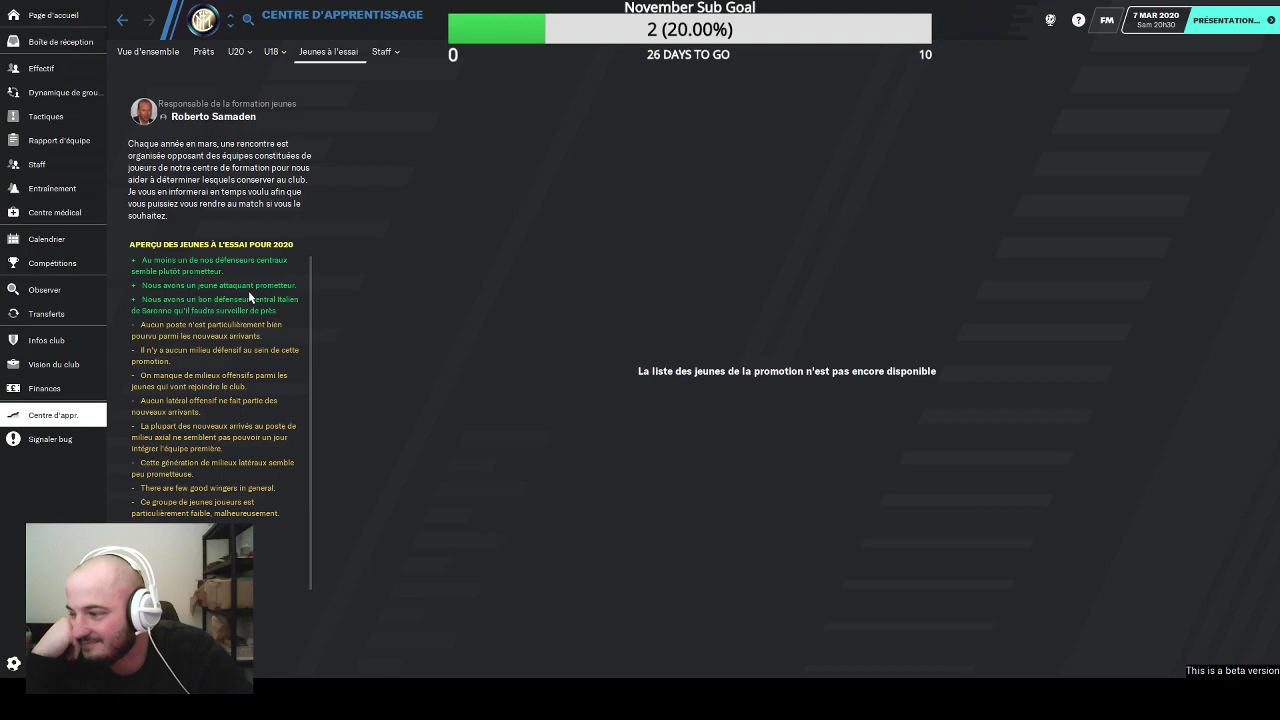 Page d'accueil
Boîte de réception
Effectif
Dynamique de grou...
Tactiques
Rapport d'équipe
Staff
Entraînement
Centre médical
Calendrier
Compétitions
Observer
Transferts
Infos club
Vision du club
Finances
Centre d'appr.
Signaler bug
CENTRE D'APPRENTISSAGE
Vue d'ensemble Prêts U20 U18 Jeunes à l'essai Staff
November Sub Goal
2 (20.00%)
0 26 DAYS TO GO 10
? FM
7 MAR 2020
Sam 20h30
PRÉSENTATION...
Responsable de la formation jeunes
Roberto Samaden
Chaque année en mars, une rencontre est
organisée opposant des équipes constituées de
joueurs de notre centre de formation pour nous
aider à déterminer lesquels conserver au club.
Je vous en informerai en temps voulu afin que
vous puissiez vous rendre au match si vous le
souhaitez.
APERÇU DES JEUNES À L'ESSAI POUR 2020
+ Au moins un de nos défenseurs centraux
semble plutôt prometteur.
+ Nous avons un jeune attaquant prometteur.
+ Nous avons un bon défenseur central Italien
de Saronno qu'il faudra surveiller de près.
- Aucun poste n'est particulièrement bien
pourvu parmi les nouveaux arrivants.
- Il n'y a aucun milieu défensif au sein de cette
promotion.
- On manque de milieux offensifs parmi les
jeunes qui vont rejoindre le club.
- Aucun latéral offensif ne fait partie des
nouveaux arrivants.
- La plupart des nouveaux arrivés au poste de
milieu axial ne semblent pas pouvoir un jour
intégrer l'équipe première.
- Cette génération de milieux latéraux semble
peu prometteuse.
- There are few good wingers in general.
- Ce groupe de jeunes joueurs est
particulièrement faible, malheureusement.
La liste des jeunes de la promotion n'est pas encore disponible
This is a beta version